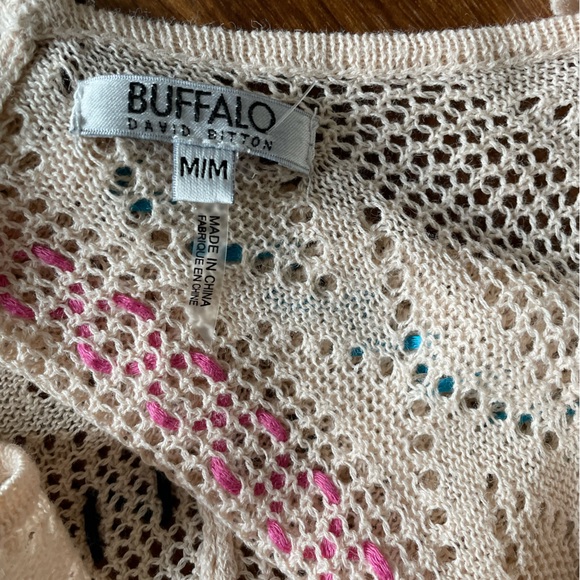 BUFFALO
DAVID BITTON
M/M
MADE IN CHINA
FABRIQUE EN CHINE